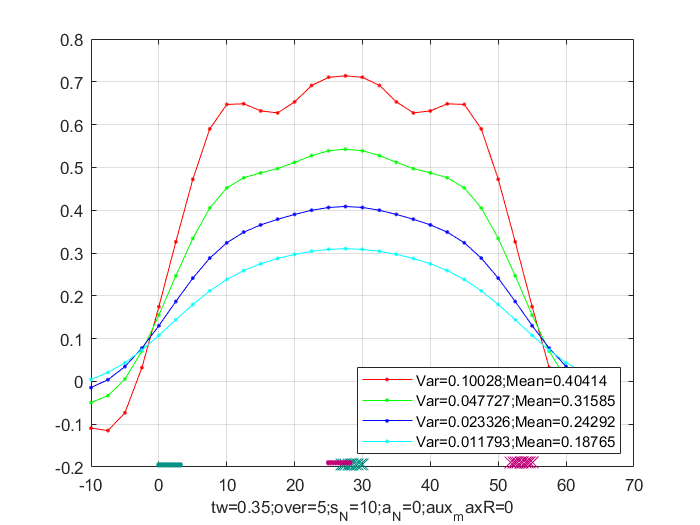 0.8
0.7
0.6
0.5
0.4
0.3
0.2
0.1
0
-0.1
-0.2
Var=0.10028;Mean=0.40414
Var=0.047727;Mean=0.31585
Var=0.023326;Mean=0.24292
Var=0.011793;Mean=0.18765
-10 0 10 20 30 40 50 60 70
tw=0.35;over=5;s_N=10;a_N=0;aux_maxR=0